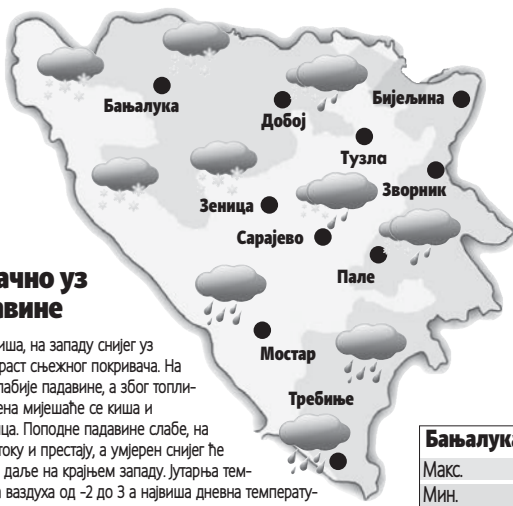 Бањалука
Добој
Бијељина
Тузла
Зворник
Зеница
Сарајево
Пале
Мостар
Требиње
ачно уз
авине
иша, на западу снијег уз
раст сњежног покривача. На
лабије падавине, а због топли-
ена мијешаће се киша и
ца. Поподне падавине слабе, на
току и престају, а умјерен снијег ће
даље на крајњем западу. Јутарња тем-
а ваздуха од -2 до 3 а највиша дневна температу-
Бањалука
Макс.
Мин.